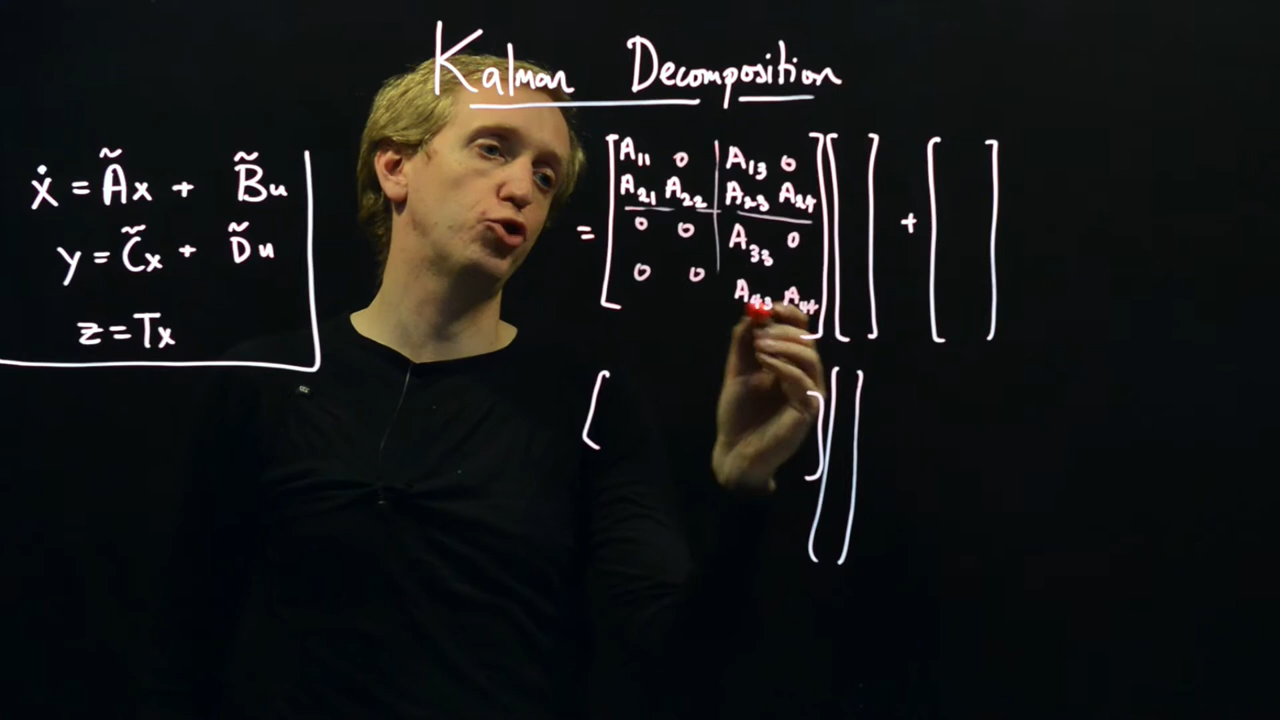 Kalman Decomposition
ẋ = Ãx + B̃u
y = C̃x + D̃u
z = Tx
= [ A₁₁ 0 | A₁₃ 0 ] [ ] + [ ]
A₂₁ A₂₂ | A₂₃ A₂₄
0 0 | A₃₃ 0
0 0 A₄₃ A₄₄
[ ] [ ]